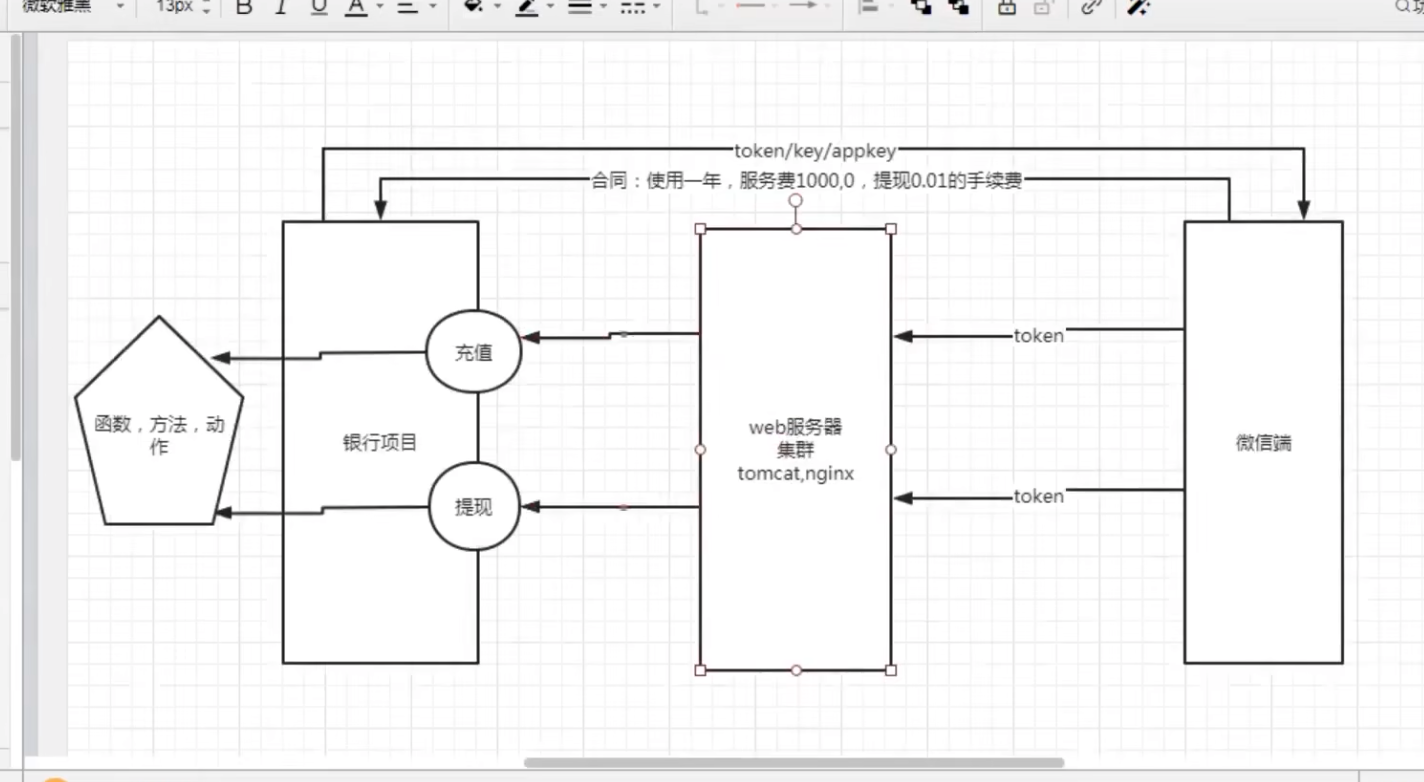 微软雅黑
13px
B
I
U
A
token/key/appkey
合同：使用一年，服务费1000,0，提现0.01的手续费
充值
token
函数，方法，动
作
银行项目
web服务器
集群
tomcat,nginx
微信端
提现
token